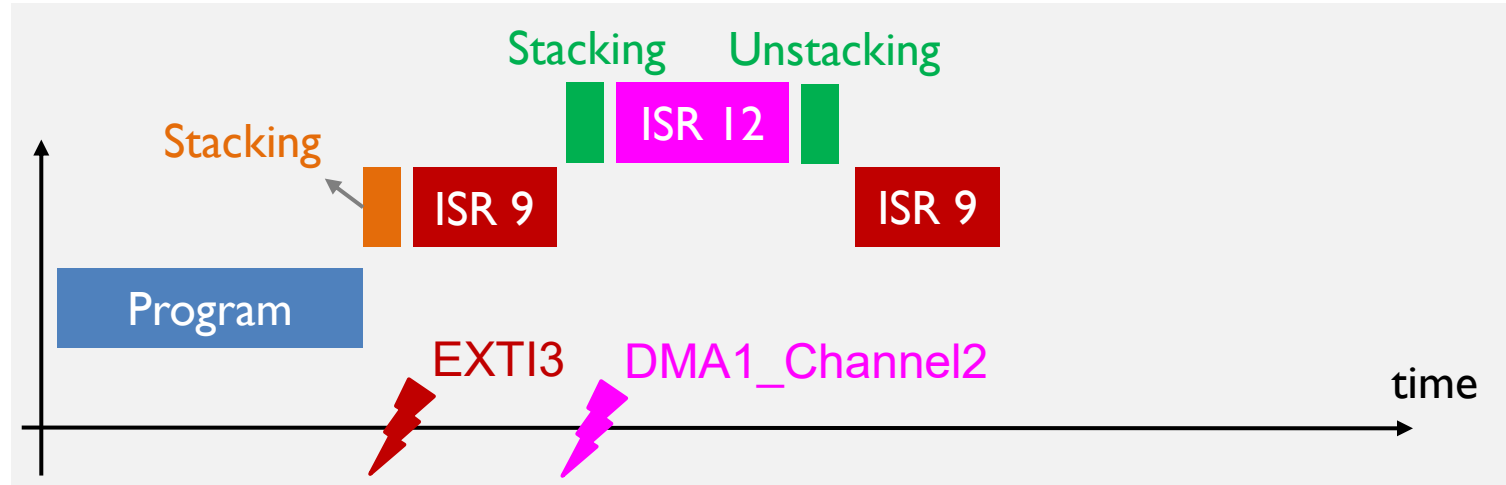 Stacking Unstacking
ISR 12
Stacking
ISR 9 ISR 9
Program
EXTI3 DMA1_Channel2
time